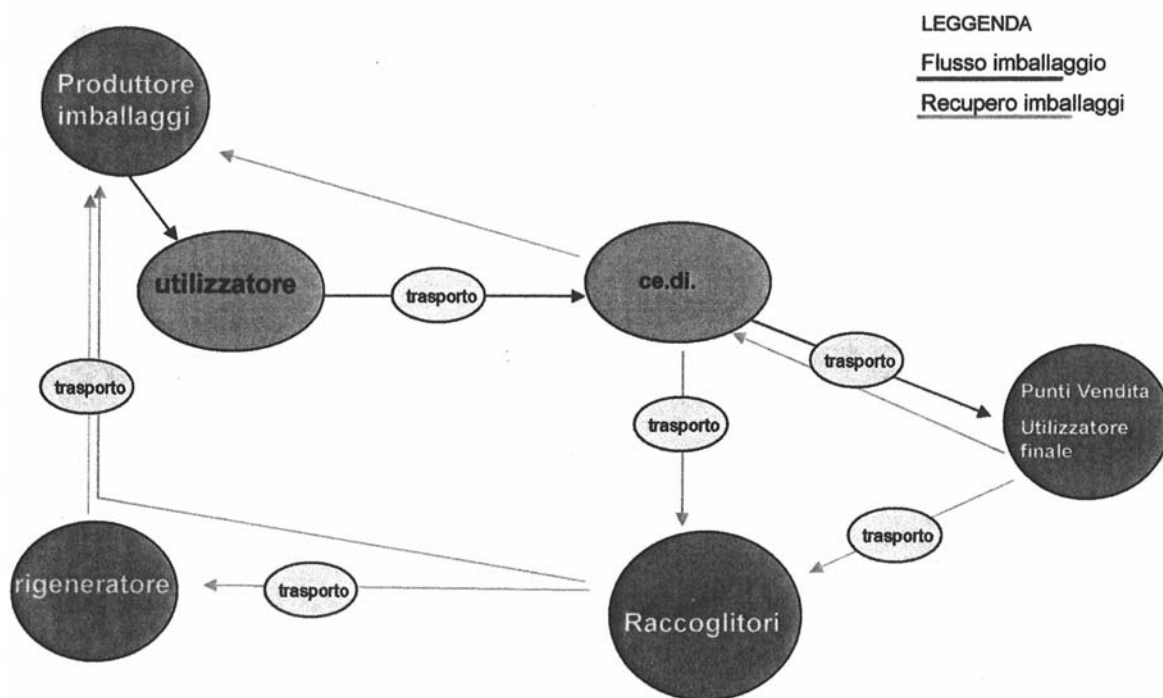 LEGGENDA
Flusso imballaggio
Recupero imballaggi
Produttore
imballaggi
utilizzatore
trasporto
ce.di.
trasporto
trasporto
trasporto
Punti Vendita
Utilizzatore
finale
trasporto
rigeneratore
trasporto
Raccoglitori